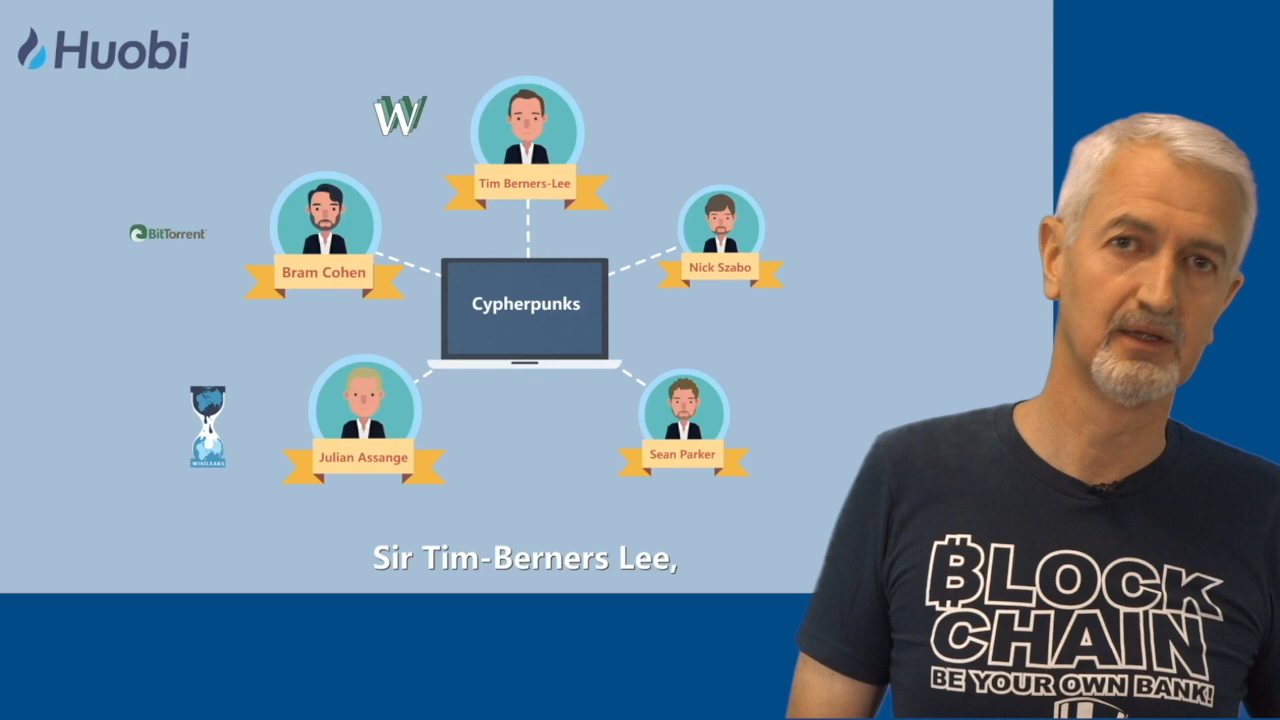 Huobi
W
Tim Berners-Lee
Bram Cohen
BitTorrent
Nick Szabo
Cypherpunks
Julian Assange
WIKILEAKS
Sean Parker
Sir Tim-Berners Lee,
BLOCK
CHAIN
BE YOUR OWN BANK!